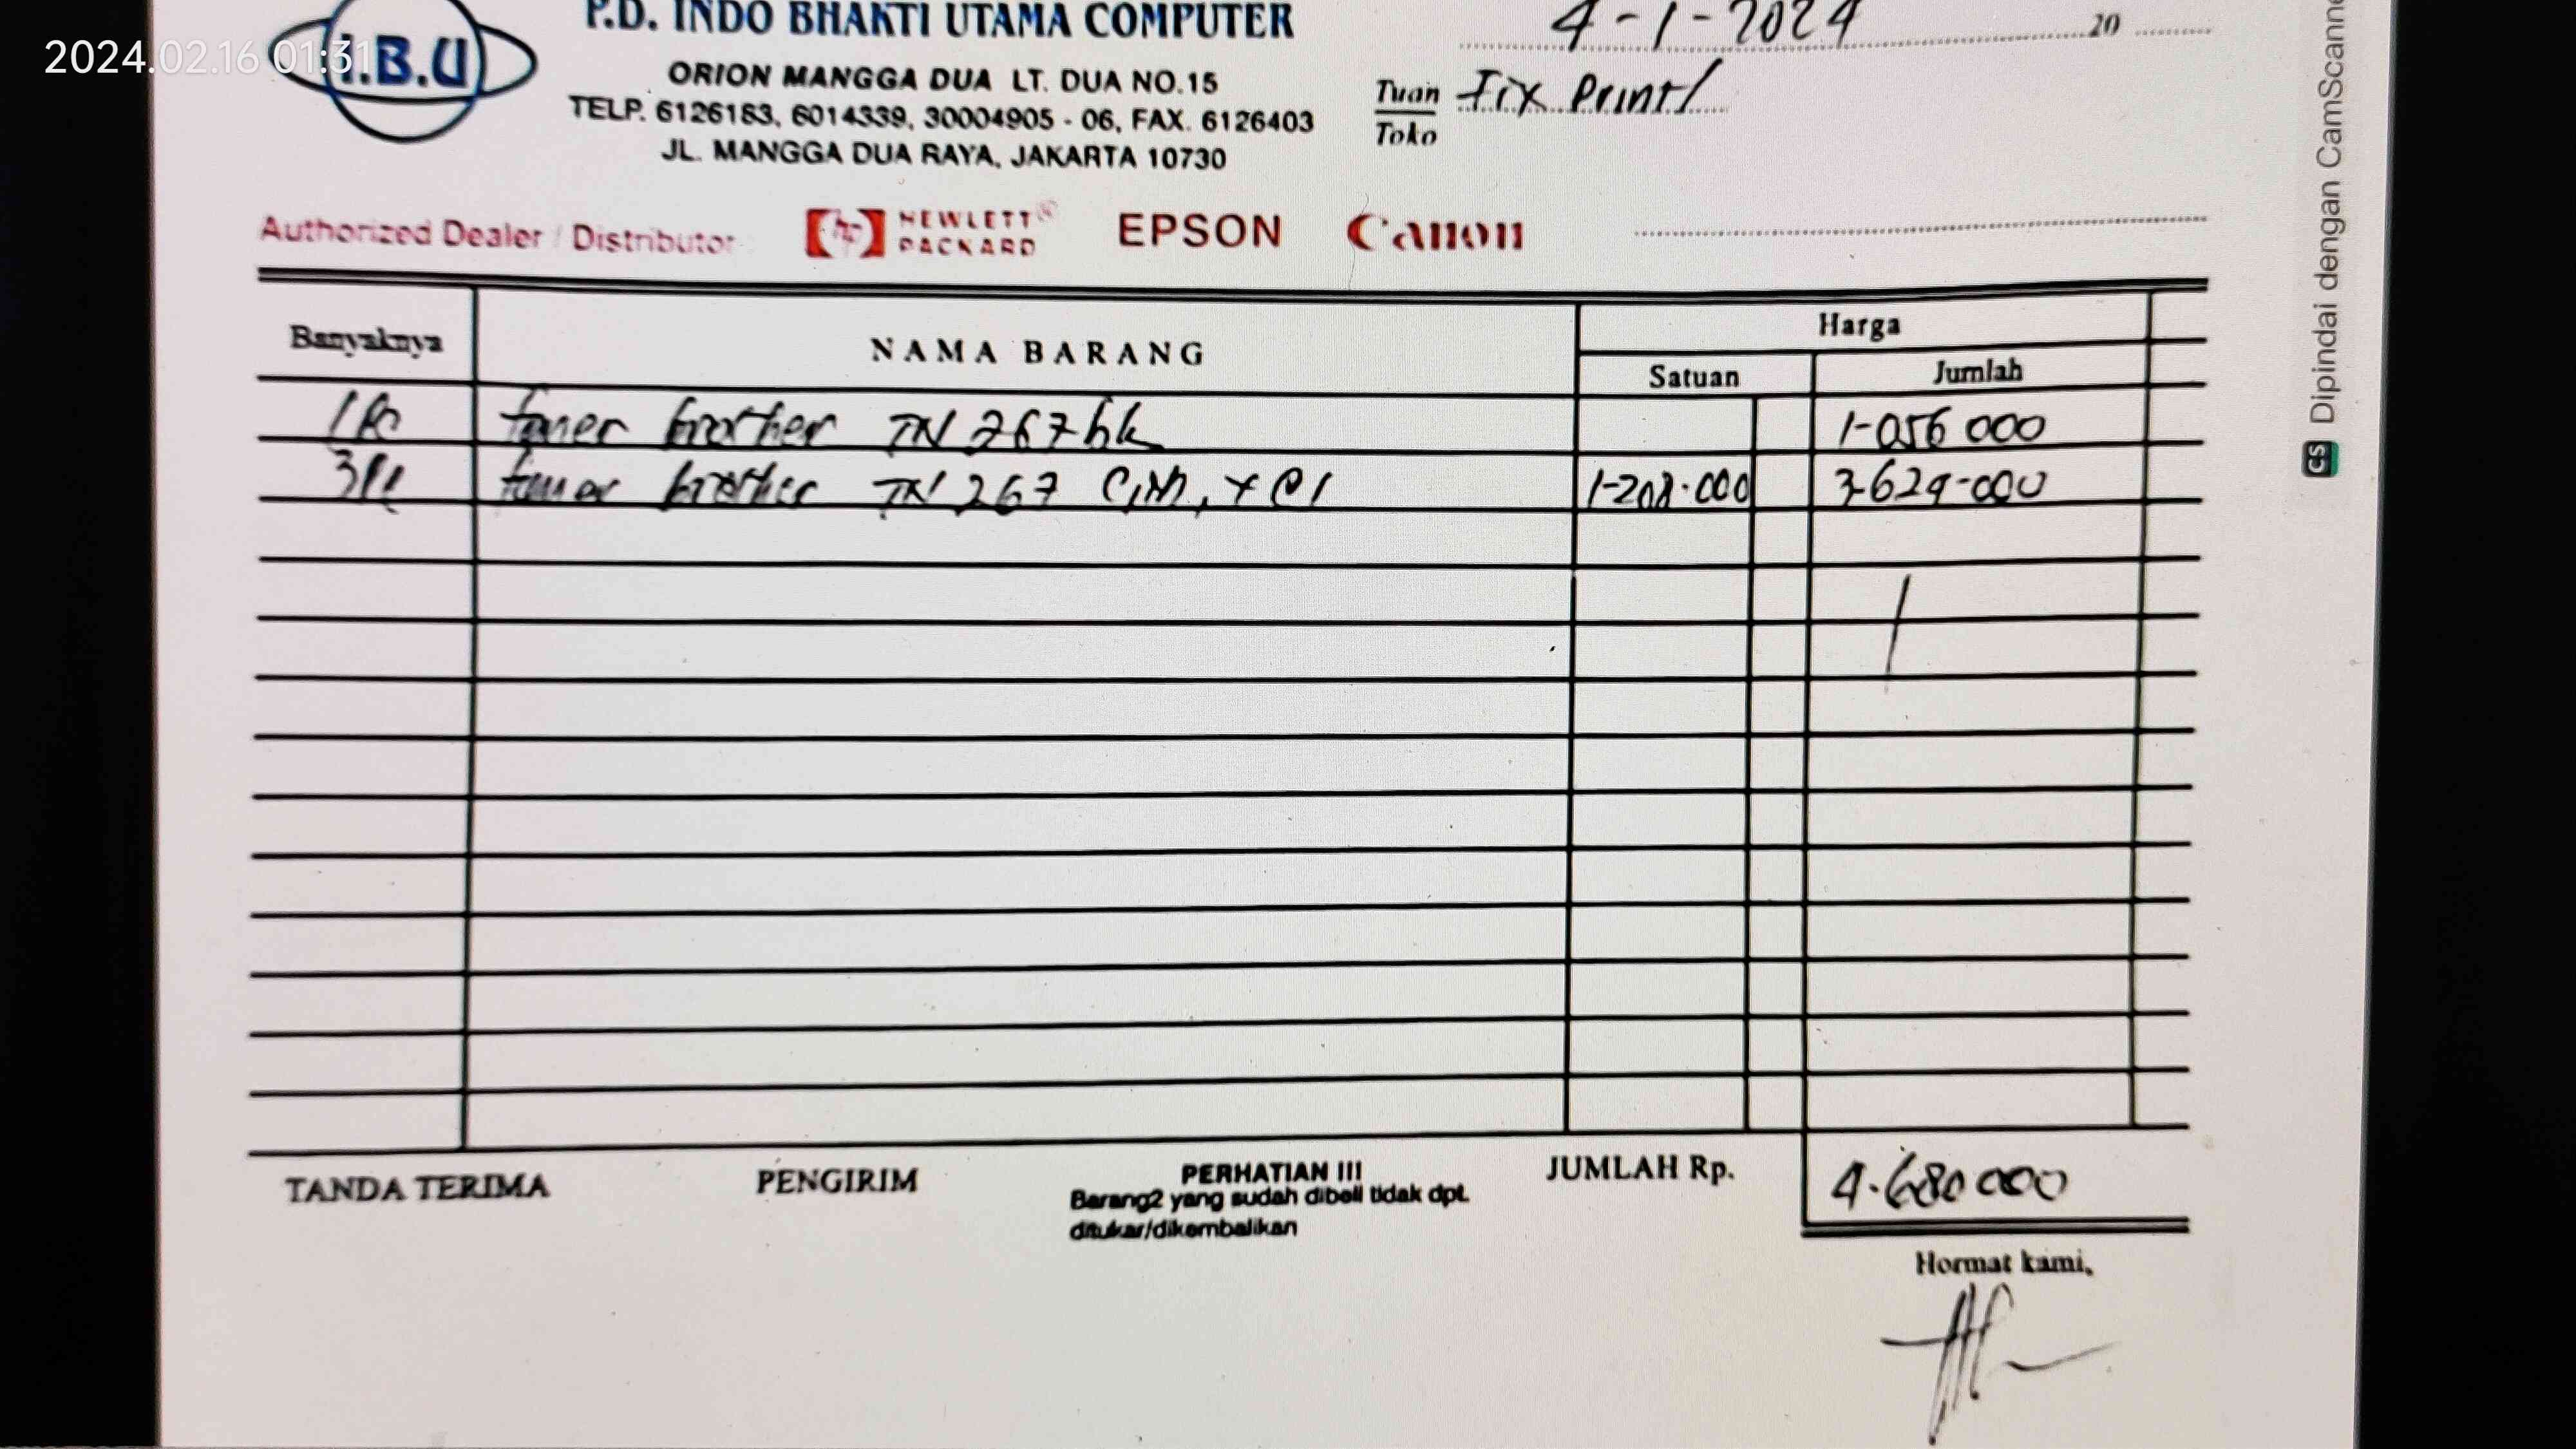 2024.02.16 01:31
I.B.U
P.D. INDO BHAKTI UTAMA COMPUTER
ORION MANGGA DUA LT. DUA NO.15
TELP. 6126183, 6014339, 30004905 - 06, FAX. 6126403
JL. MANGGA DUA RAYA, JAKARTA 10730
4-1-2024 20
Tuan Fix Print
Toko
Authorized Dealer / Distributor HEWLETT® PACKARD EPSON Canon
Banyaknya NAMA BARANG Harga
Satuan Jumlah
toner brother TN 267 bk 1-056 000
toner brother TN 267 C,M,Y @ 1-208.000 3-624-000
TANDA TERIMA PENGIRIM PERHATIAN !!! JUMLAH Rp. 4.680 000
Barang2 yang sudah dibeli tidak dpt.
ditukar/dikembalikan
Hormat kami,
CS Dipindai dengan CamScanne